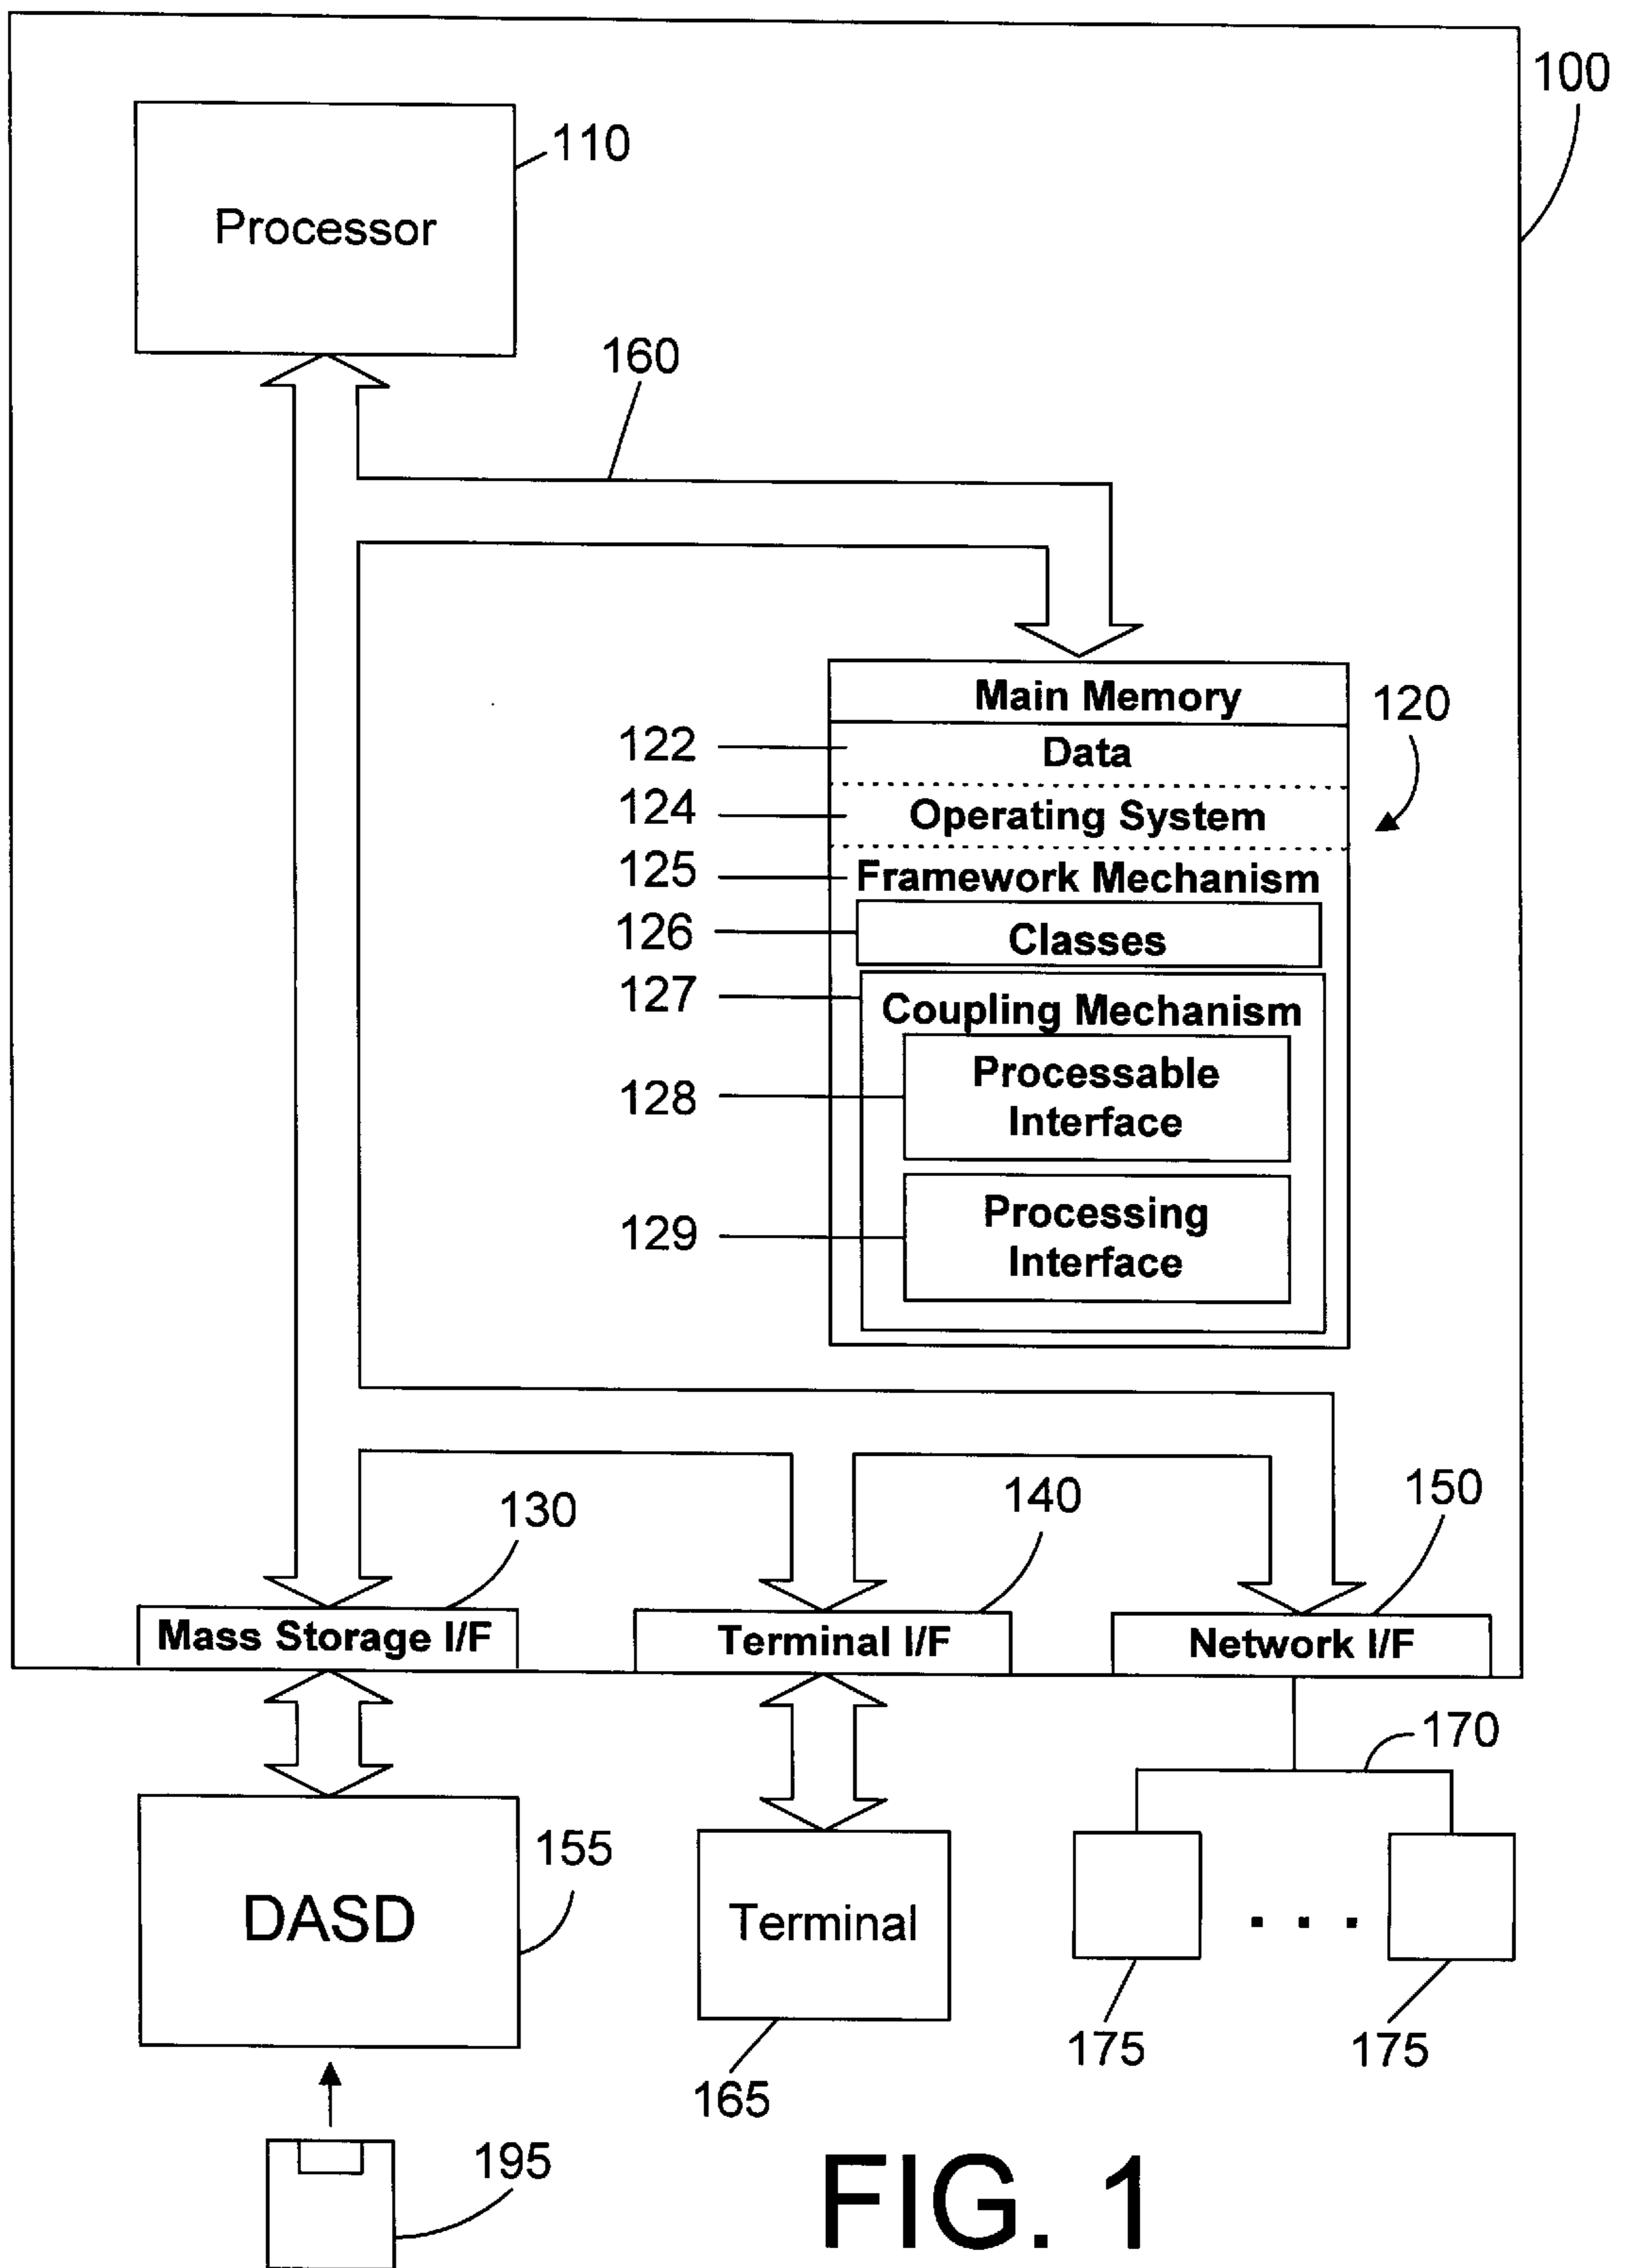 100
110
Processor
160
Main Memory
120
122
Data
124
Operating System
125
Framework Mechanism
126
Classes
127
Coupling Mechanism
128
Processable
Interface
129
Processing
Interface
130
140
150
Mass Storage I/F
Terminal I/F
Network I/F
170
155
DASD
Terminal
. . .
175
175
165
195
FIG. 1